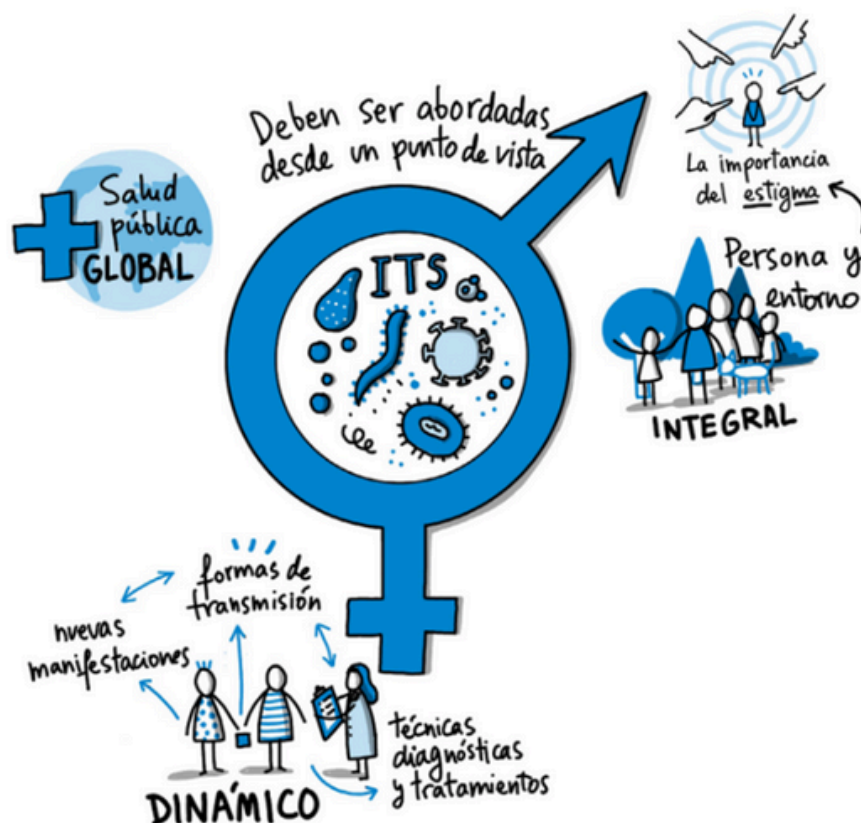 Deben ser abordadas
desde un punto de vista
Salud
pública
GLOBAL
ITS
La importancia
del estigma
Persona y
entorno
INTEGRAL
formas de
transmisión
nuevas
manifestaciones
técnicas
diagnósticas
y tratamientos
DINÁMICO